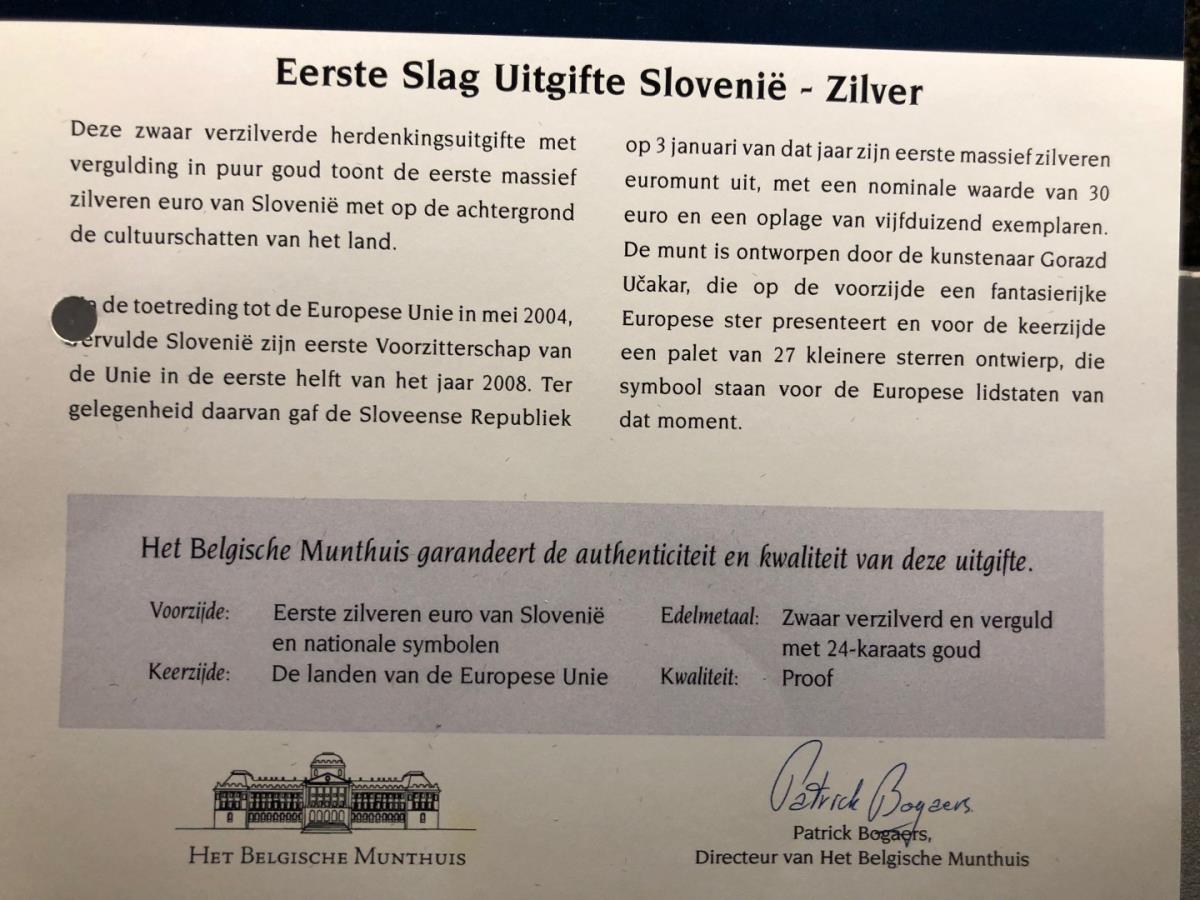 Eerste Slag Uitgifte Slovenië - Zilver
Deze zwaar verzilverde herdenkingsuitgifte met
vergulding in puur goud toont de eerste massief
zilveren euro van Slovenië met op de achtergrond
de cultuurschatten van het land.
de toetreding tot de Europese Unie in mei 2004,
vervulde Slovenië zijn eerste Voorzitterschap van
de Unie in de eerste helft van het jaar 2008. Ter
gelegenheid daarvan gaf de Sloveense Republiek
op 3 januari van dat jaar zijn eerste massief zilveren
euromunt uit, met een nominale waarde van 30
euro en een oplage van vijfduizend exemplaren.
De munt is ontworpen door de kunstenaar Gorazd
Učakar, die op de voorzijde een fantasierijke
Europese ster presenteert en voor de keerzijde
een palet van 27 kleinere sterren ontwierp, die
symbool staan voor de Europese lidstaten van
dat moment.
Het Belgische Munthuis garandeert de authenticiteit en kwaliteit van deze uitgifte.
Voorzijde: Eerste zilveren euro van Slovenië
en nationale symbolen
Keerzijde: De landen van de Europese Unie
Edelmetaal: Zwaar verzilverd en verguld
met 24-karaats goud
Kwaliteit: Proof
Het Belgische Munthuis
Patrick Bogaers
Patrick Bogaers,
Directeur van Het Belgische Munthuis